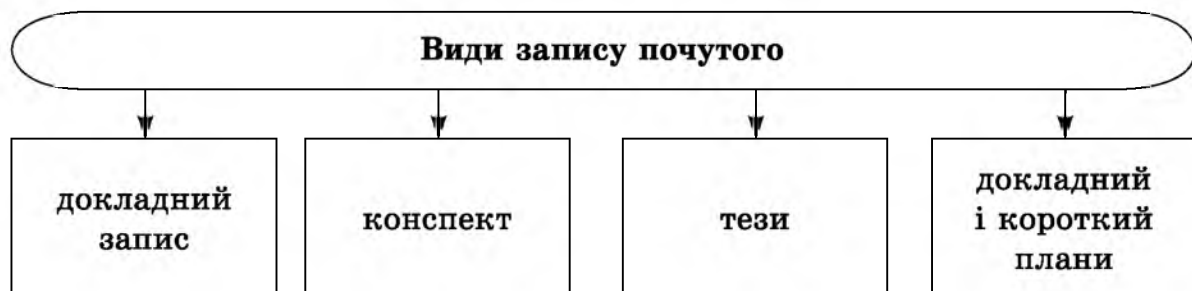 Види запису почутого
докладний
запис
конспект
тези
докладний
і короткий
плани